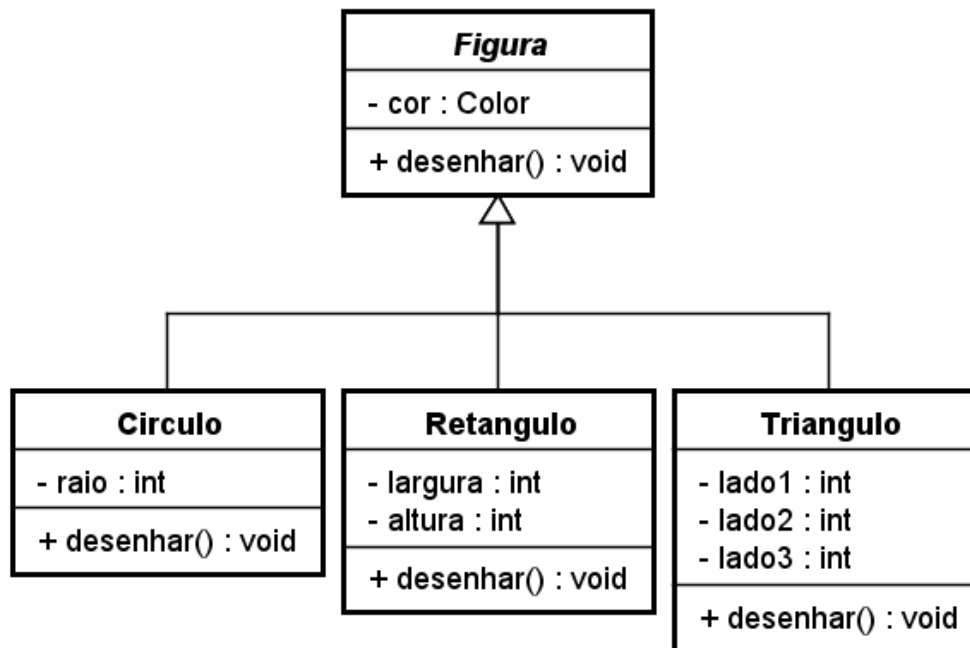 Figura
- cor : Color
+ desenhar() : void
Circulo
- raio : int
+ desenhar() : void
Retangulo
- largura : int
- altura : int
+ desenhar() : void
Triangulo
- lado1 : int
- lado2 : int
- lado3 : int
+ desenhar() : void